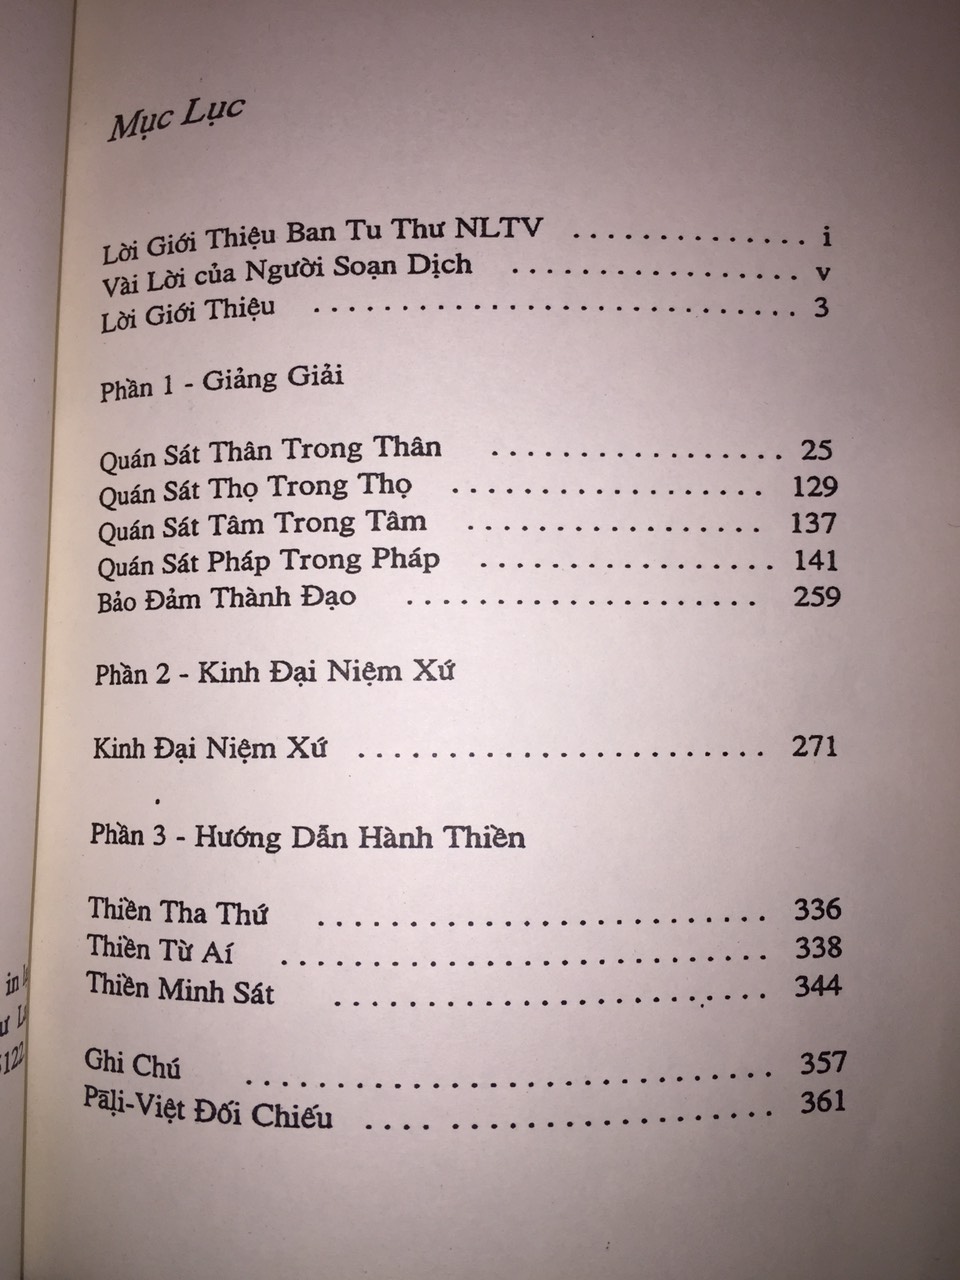 Mục Lục
Lời Giới Thiệu Ban Tu Thư NLTV . . . . . . . . . . . . . . i
Vài Lời của Người Soạn Dịch . . . . . . . . . . . . . . . . . . v
Lời Giới Thiệu . . . . . . . . . . . . . . . . . . . . . . . . . . . 3
Phần 1 - Giảng Giải
Quán Sát Thân Trong Thân . . . . . . . . . . . . . . . . . 25
Quán Sát Thọ Trong Thọ . . . . . . . . . . . . . . . . . . 129
Quán Sát Tâm Trong Tâm . . . . . . . . . . . . . . . . . 137
Quán Sát Pháp Trong Pháp . . . . . . . . . . . . . . . . . 141
Bảo Đảm Thành Đạo . . . . . . . . . . . . . . . . . . . . 259
Phần 2 - Kinh Đại Niệm Xứ
Kinh Đại Niệm Xứ . . . . . . . . . . . . . . . . . . . . . . . 271
Phần 3 - Hướng Dẫn Hành Thiền
Thiền Tha Thứ . . . . . . . . . . . . . . . . . . . . . . . . . 336
Thiền Từ Aí . . . . . . . . . . . . . . . . . . . . . . . . . . . 338
Thiền Minh Sát . . . . . . . . . . . . . . . . . . . . . . . . 344
Ghi Chú . . . . . . . . . . . . . . . . . . . . . . . . . . . . . 357
Pāḷi-Việt Đối Chiếu . . . . . . . . . . . . . . . . . . . . . . 361
in
122